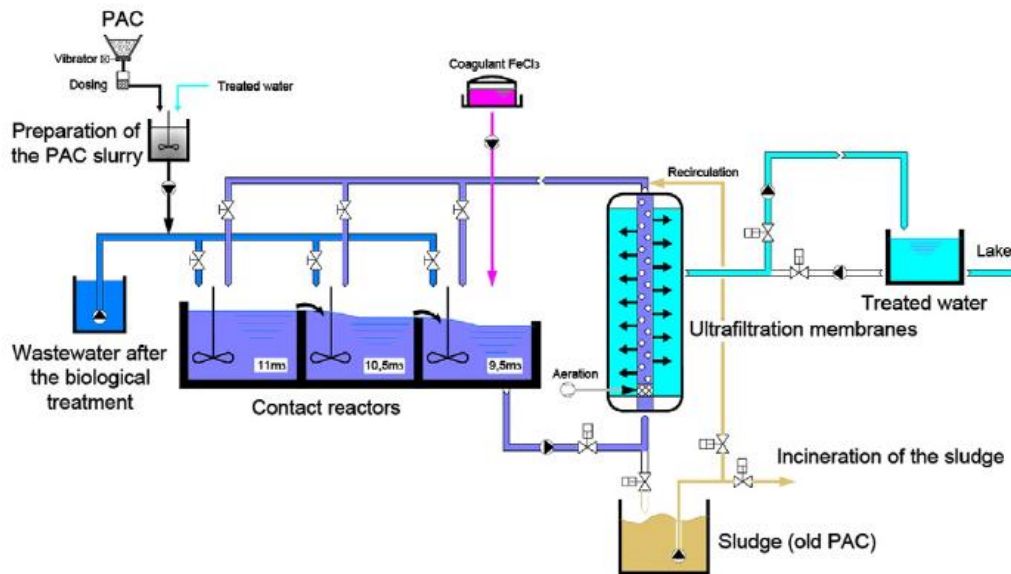 PAC
Vibrator
Dosing
Treated water
Preparation of
the PAC slurry
Coagulant FeCl3
Recirculation
Lake
Treated water
Ultrafiltration membranes
Wastewater after
the biological
treatment
11m3
10,5m3
9,5m3
Contact reactors
Aeration
Incineration of the sludge
Sludge (old PAC)